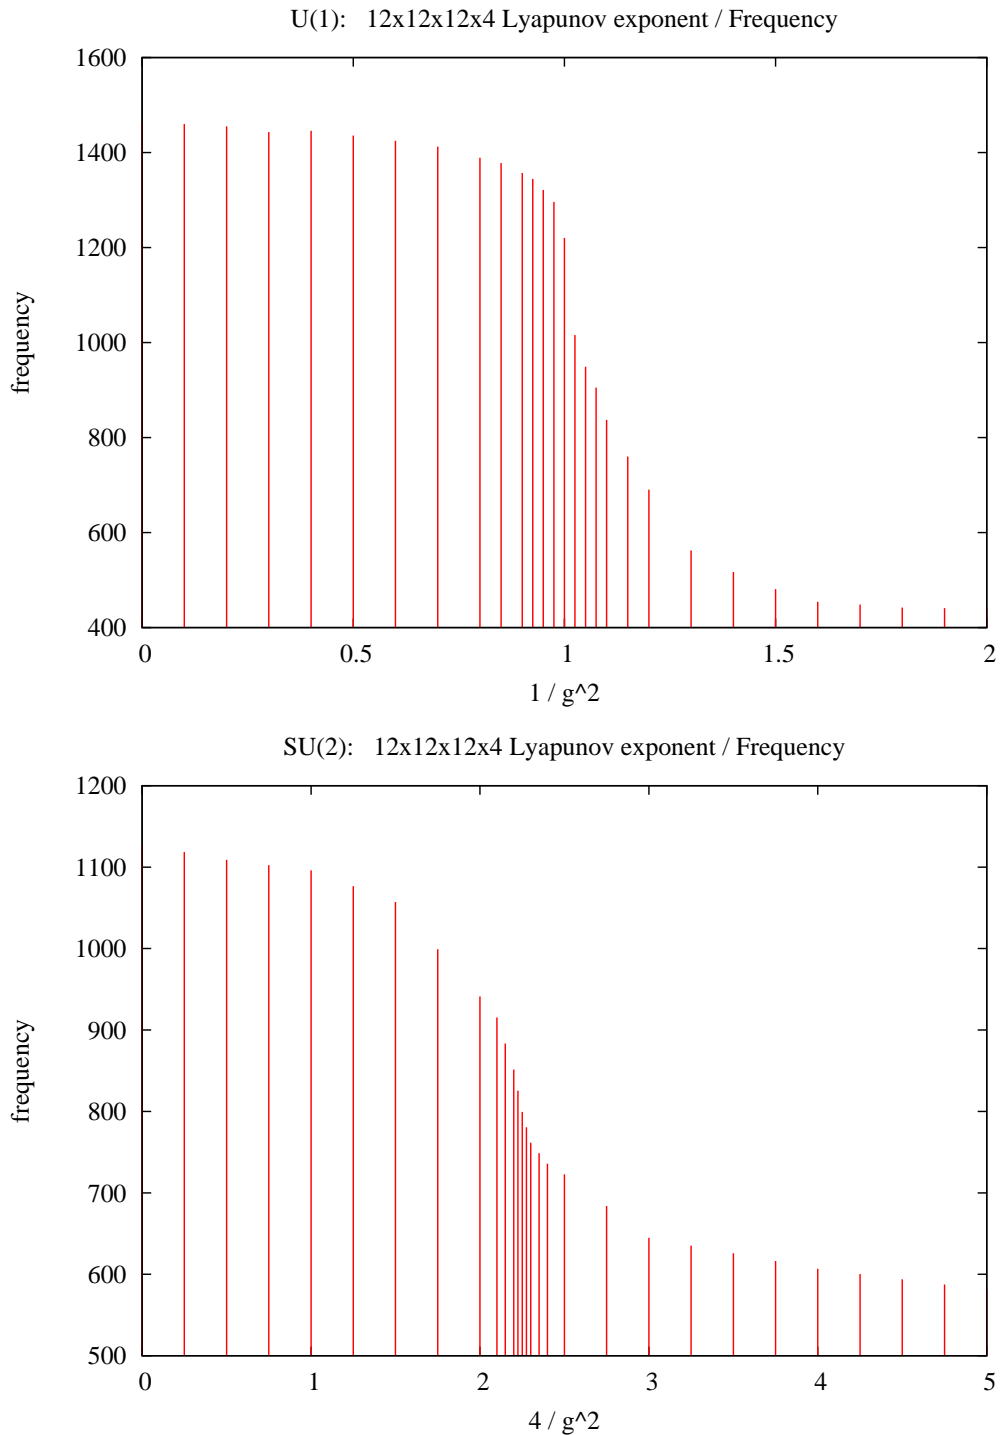 U(1): 12x12x12x4 Lyapunov exponent / Frequency
1600
1400
1200
1000
800
600
400
frequency
0 0.5 1 1.5 2
1 / g^2
SU(2): 12x12x12x4 Lyapunov exponent / Frequency
1200
1100
1000
900
800
700
600
500
frequency
0 1 2 3 4 5
4 / g^2